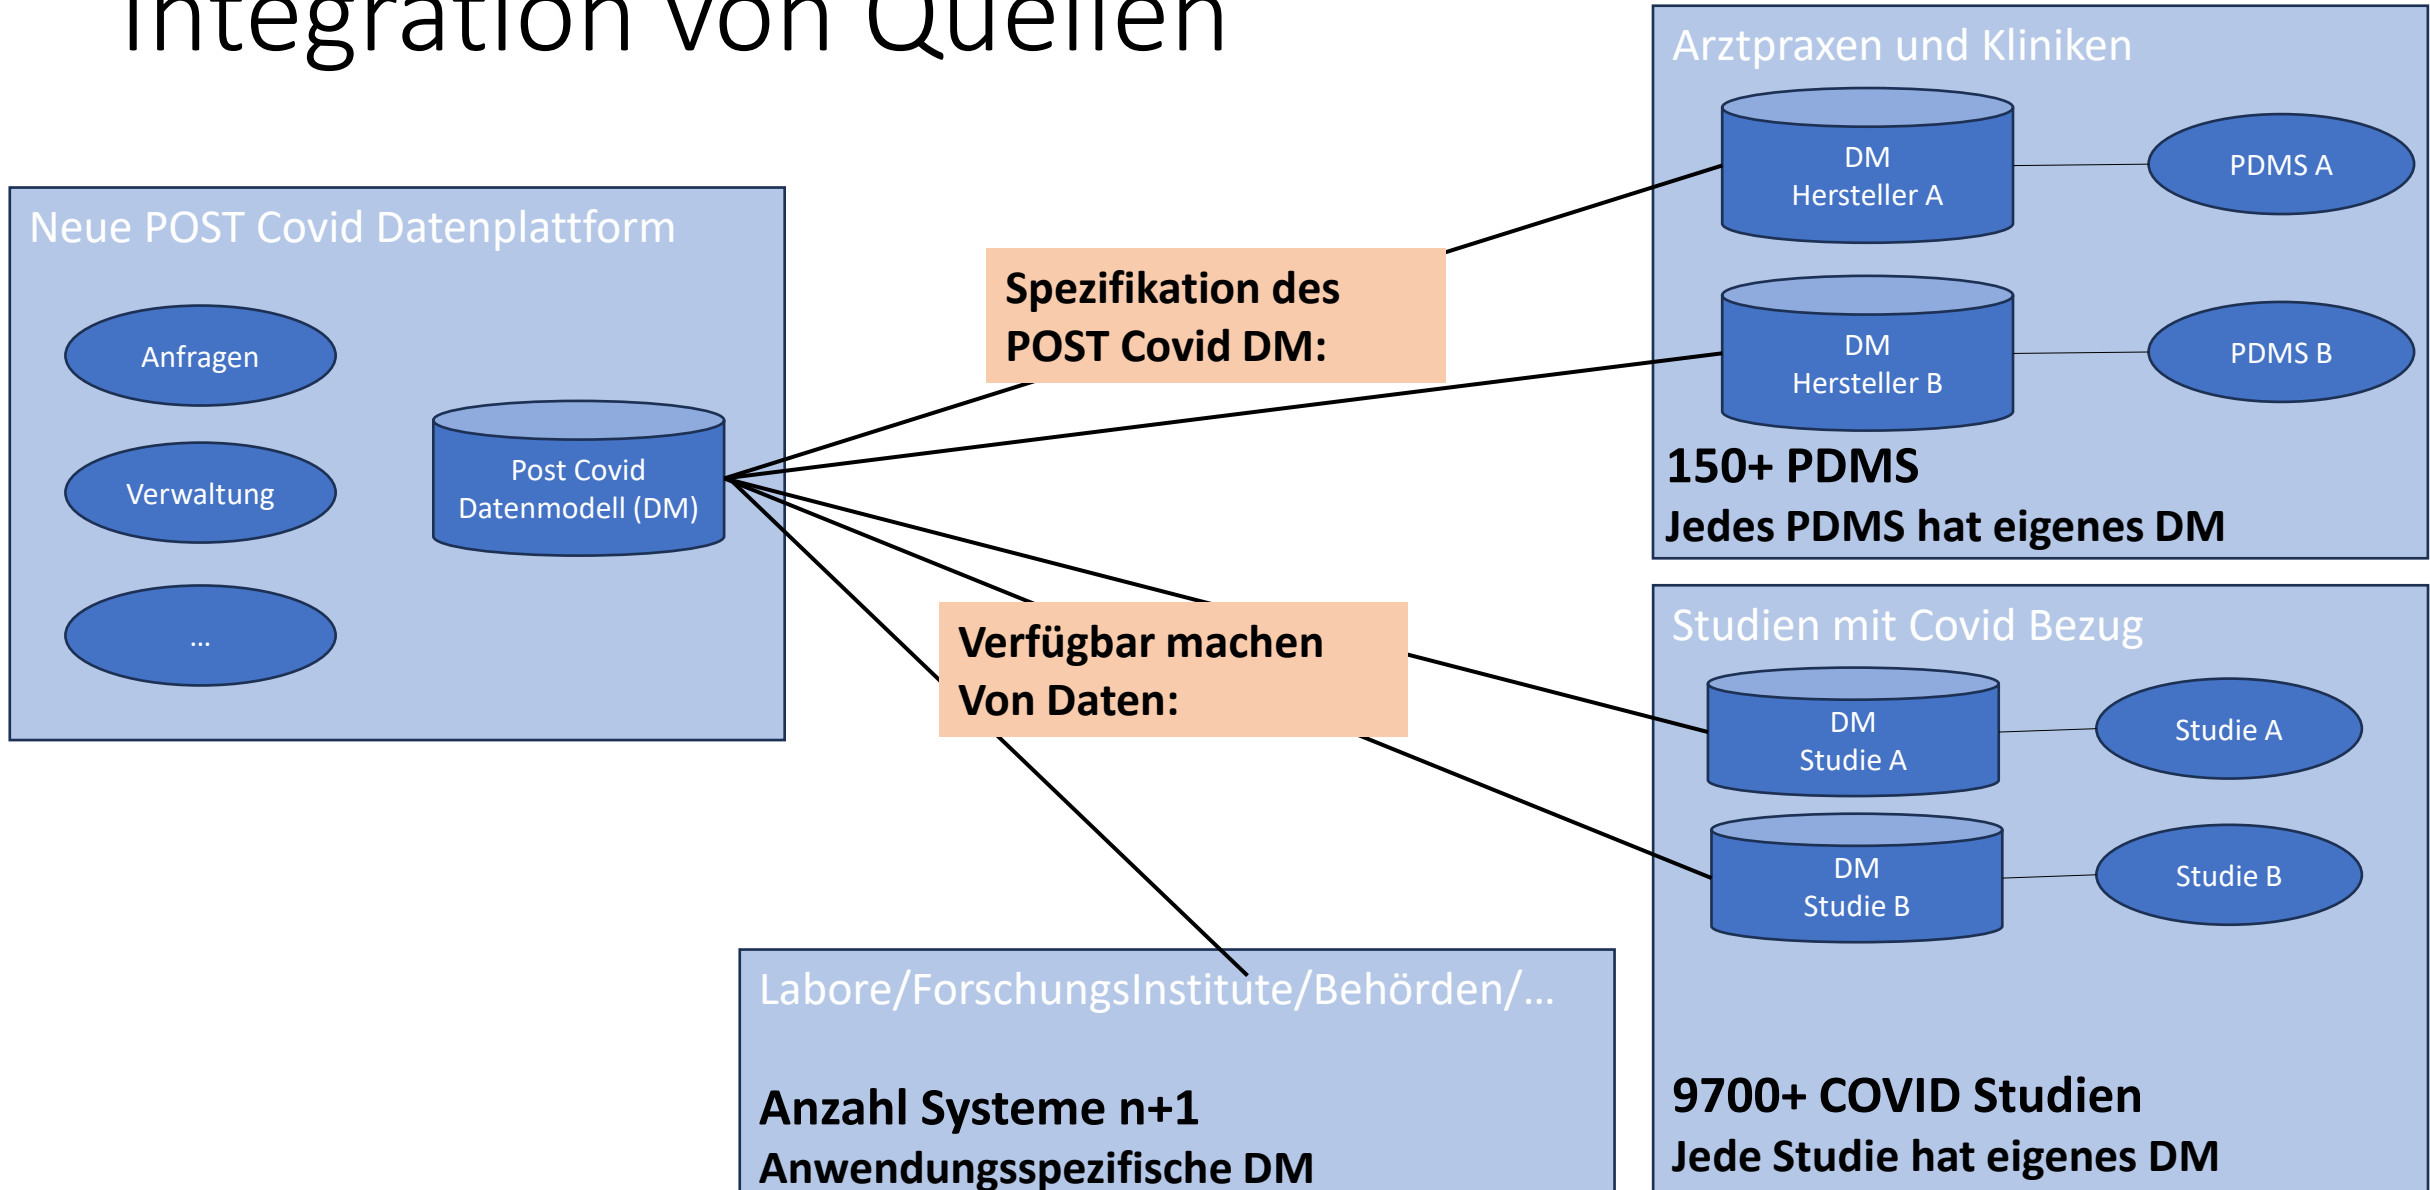 Integration von Quellen
Neue POST Covid Datenplattform
Anfragen
Verwaltung
...
Post Covid
Datenmodell (DM)
Spezifikation des
POST Covid DM:
Verfügbar machen
Von Daten:
Arztpraxen und Kliniken
DM
Hersteller A
PDMS A
DM
Hersteller B
PDMS B
150+ PDMS
Jedes PDMS hat eigenes DM
Studien mit Covid Bezug
DM
Studie A
Studie A
DM
Studie B
Studie B
9700+ COVID Studien
Jede Studie hat eigenes DM
Labore/ForschungsInstitute/Behörden/...
Anzahl Systeme n+1
Anwendungsspezifische DM